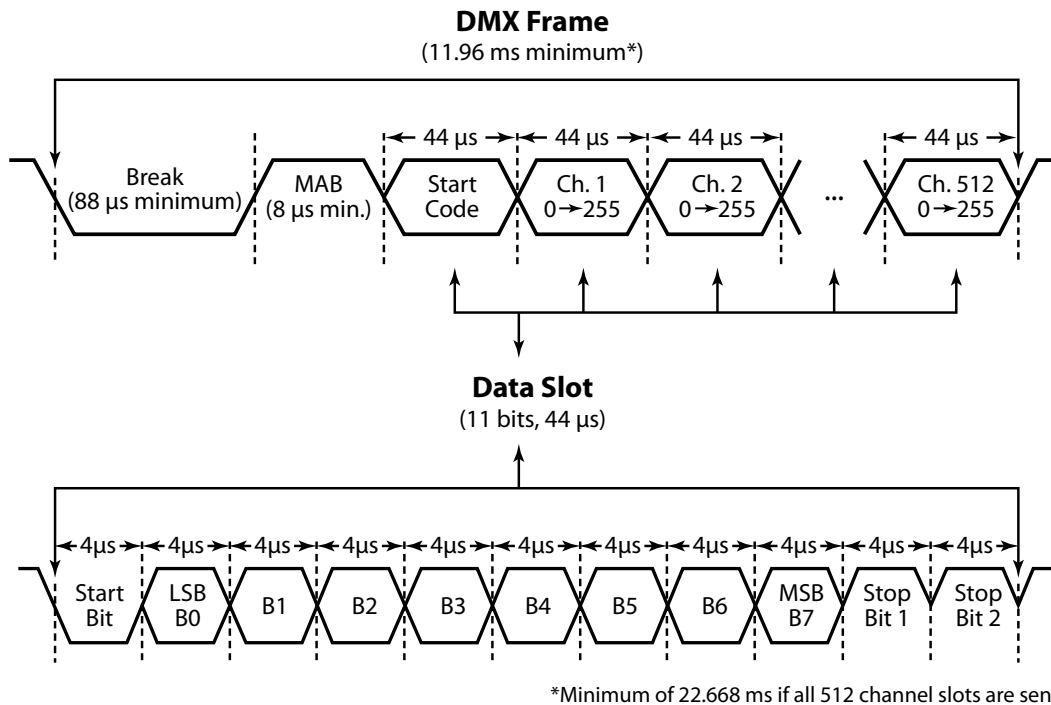 DMX Frame
(11.96 ms minimum*)
44 µs 44 µs 44 µs 44 µs
Break
(88 µs minimum)
MAB
(8 µs min.)
Start
Code
Ch. 1
0→255
Ch. 2
0→255
...
Ch. 512
0→255
Data Slot
(11 bits, 44 µs)
4µs 4µs 4µs 4µs 4µs 4µs 4µs 4µs 4µs 4µs 4µs
Start
Bit
LSB
B0
B1
B2
B3
B4
B5
B6
MSB
B7
Stop
Bit 1
Stop
Bit 2
*Minimum of 22.668 ms if all 512 channel slots are sen